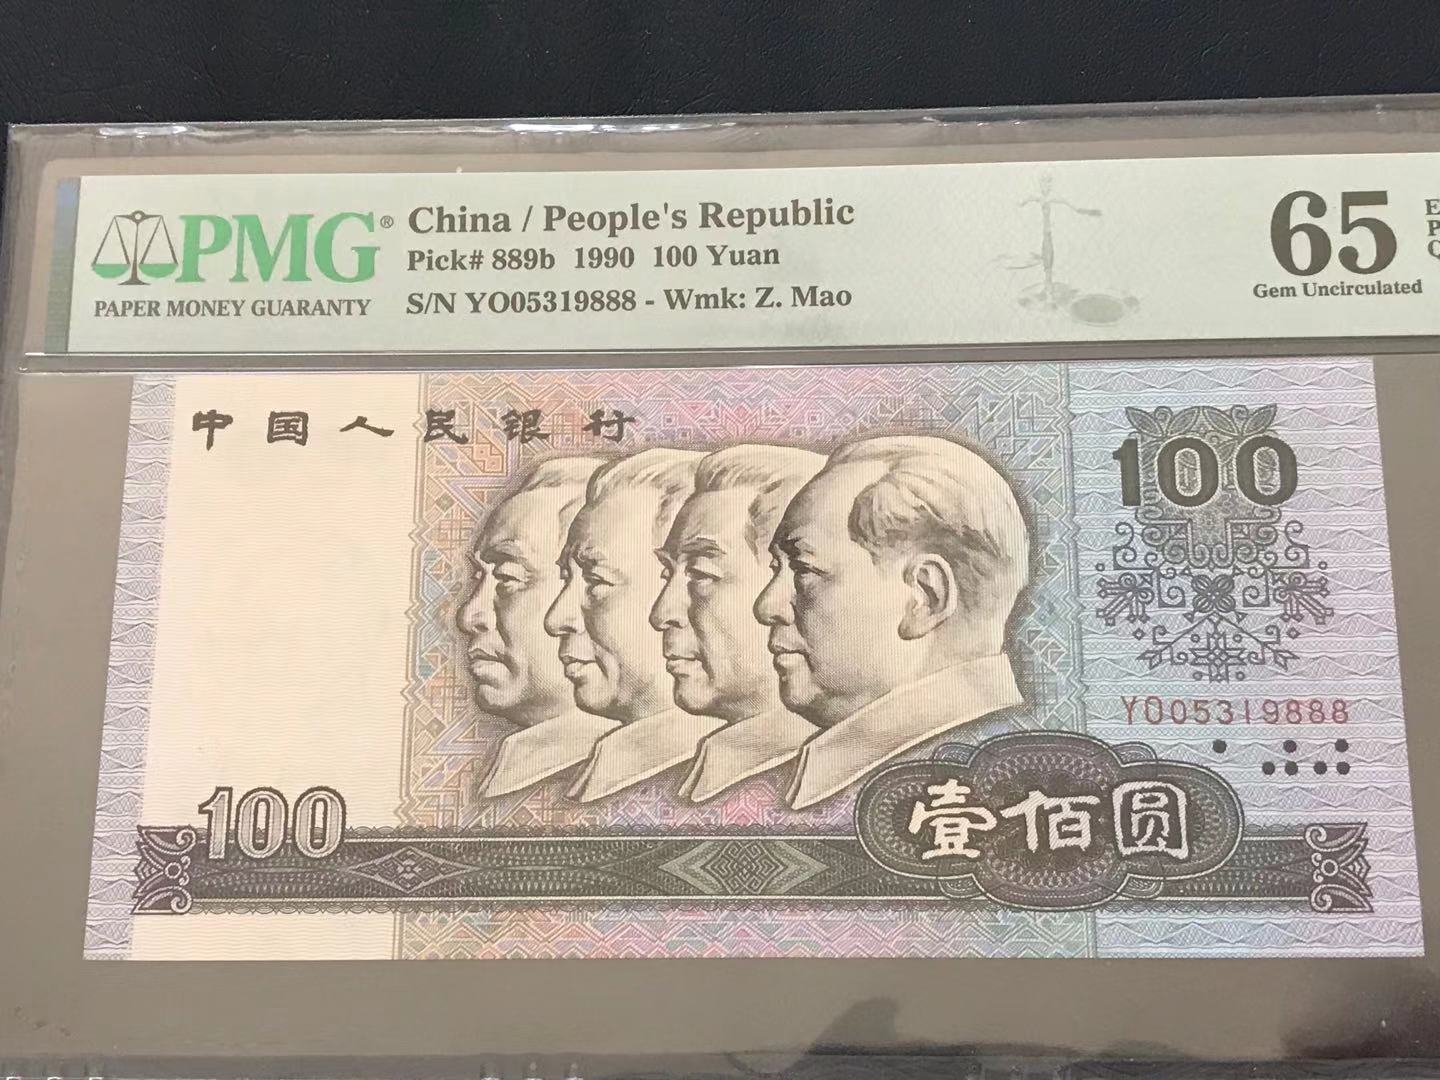 PMG® China / People's Republic
Pick# 889b 1990 100 Yuan
PAPER MONEY GUARANTY
S/N YO05319888 - Wmk: Z. Mao
65
Gem Uncirculated
中国人民银行
100
YO05319888
100
壹佰圆